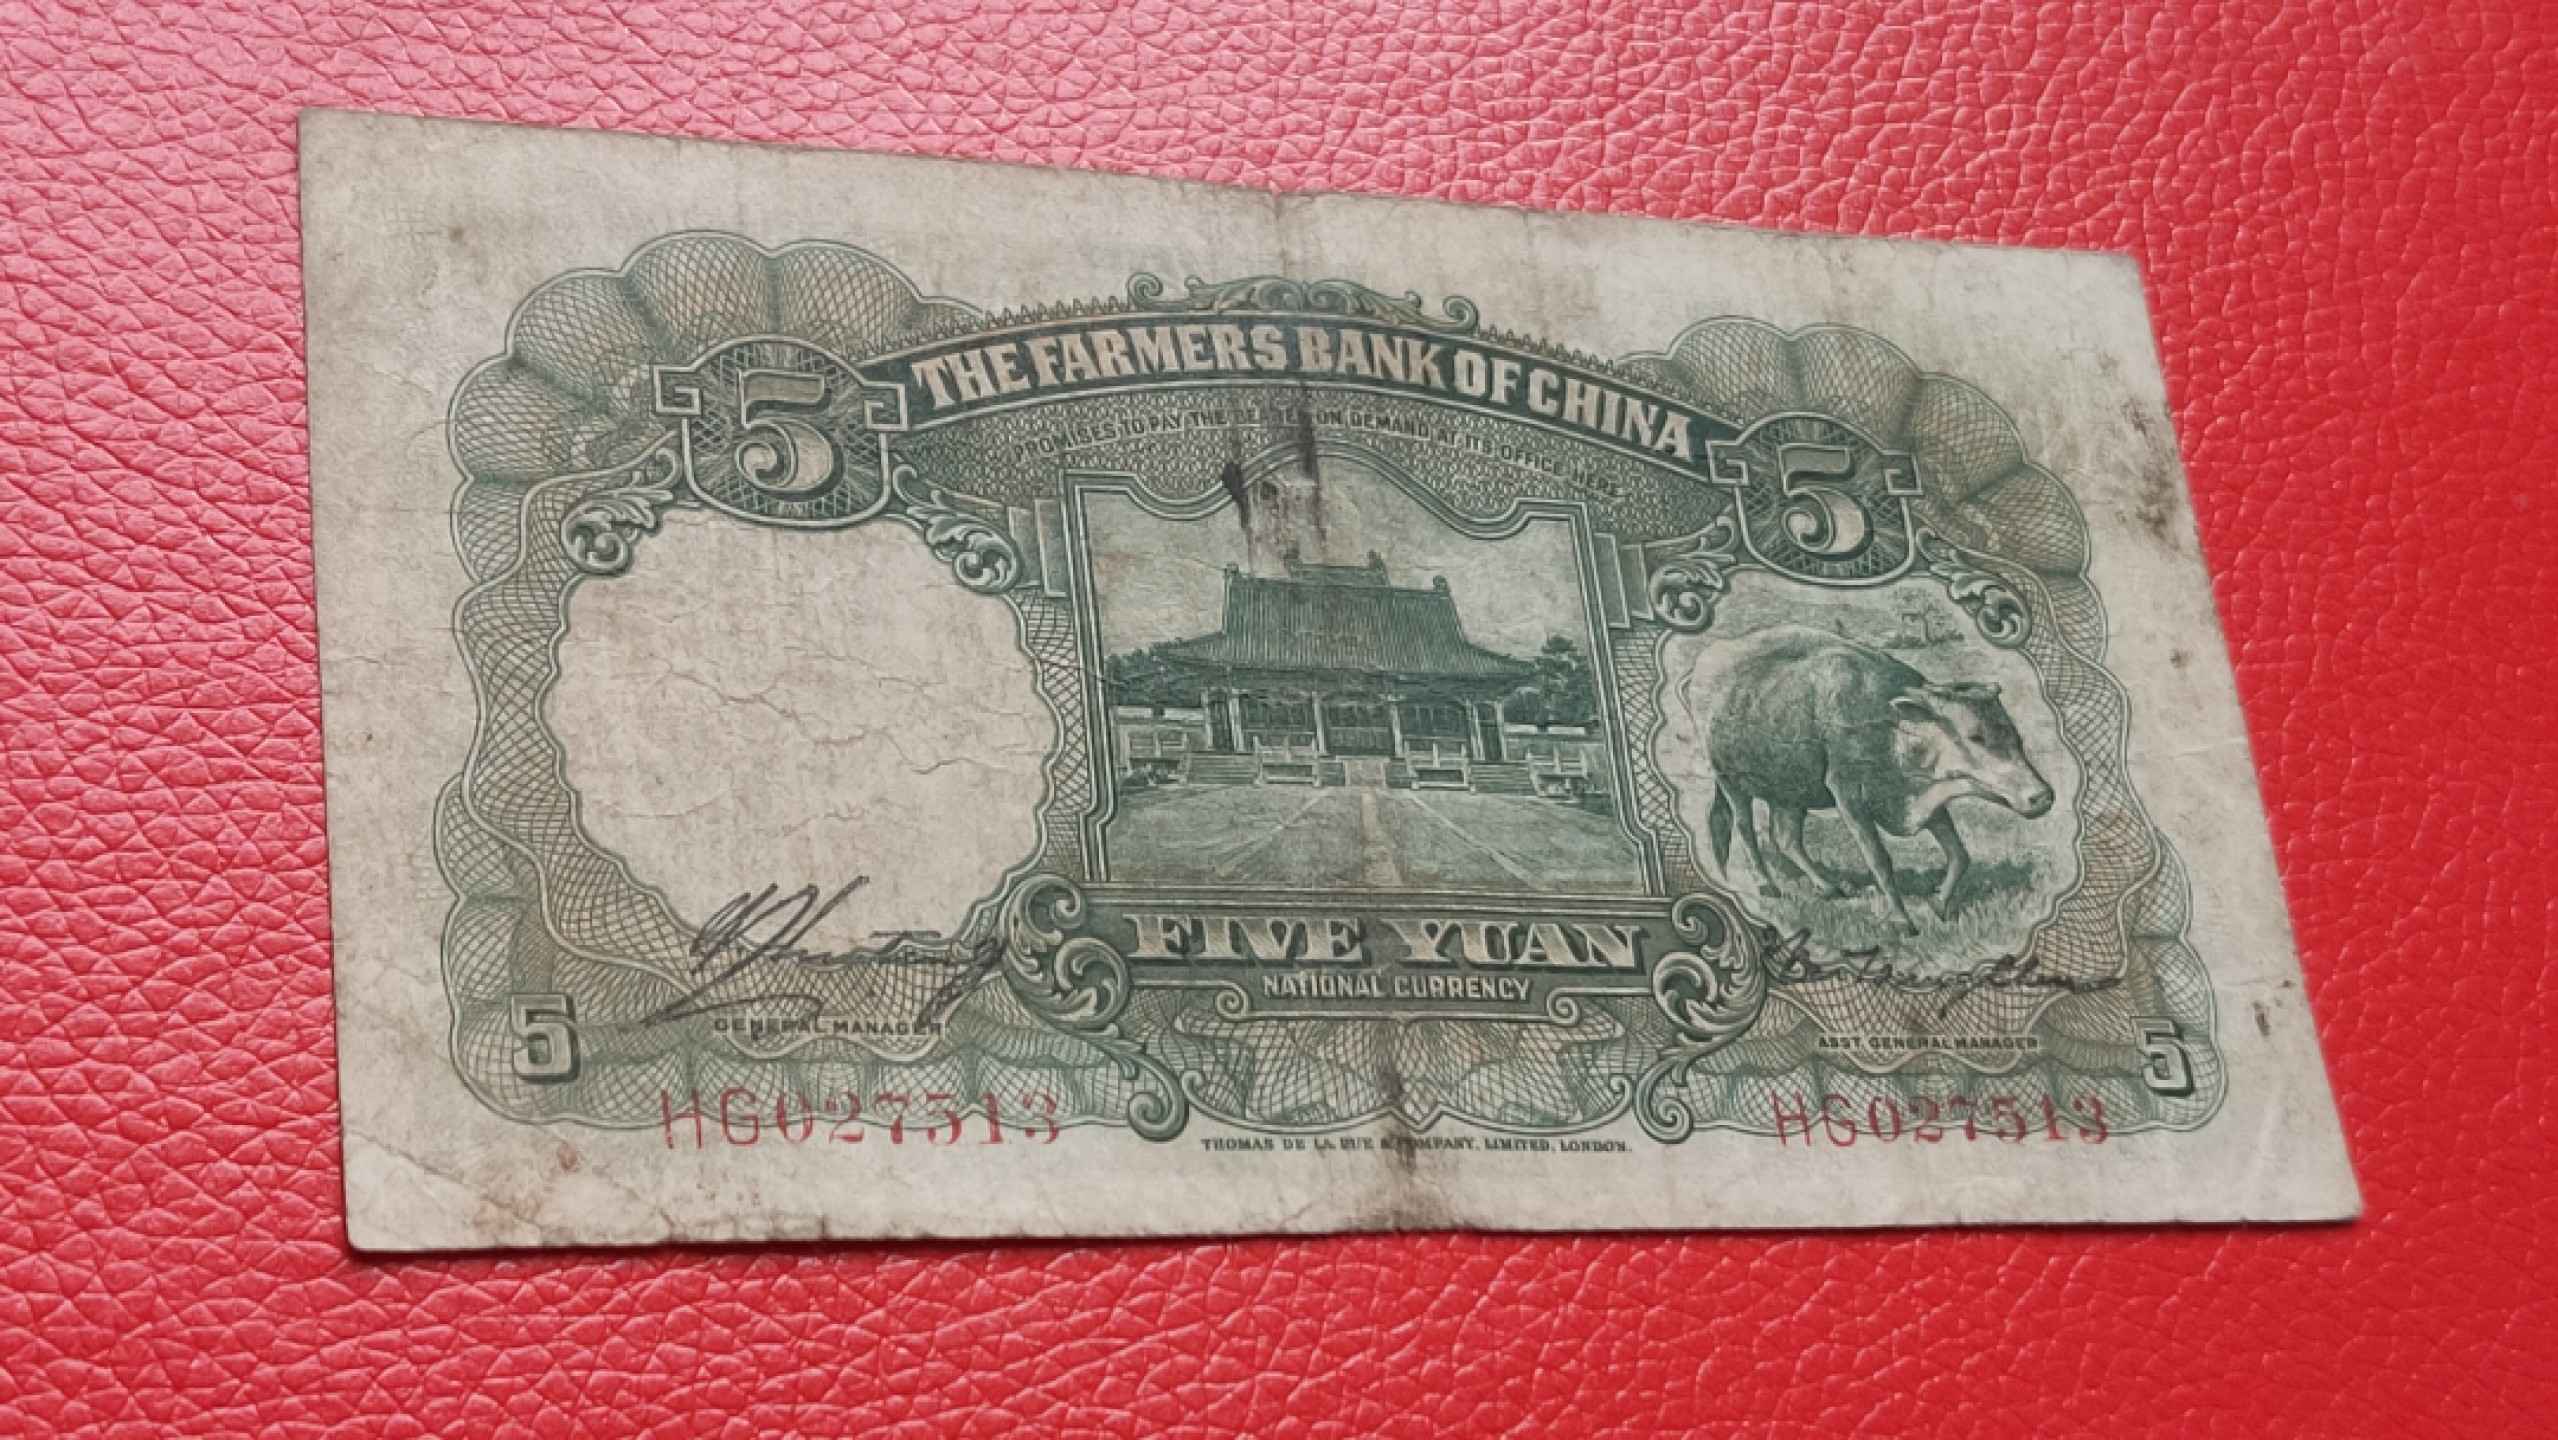 5 THE FARMERS BANK OF CHINA 5
PROMISES TO PAY THE BEARER ON DEMAND AT ITS OFFICE HERE
FIVE YUAN
NATIONAL CURRENCY
GENERAL MANAGER
ASST. GENERAL MANAGER
5 5
HG027513 HG027513
THOMAS DE LA RUE & COMPANY, LIMITED, LONDON.